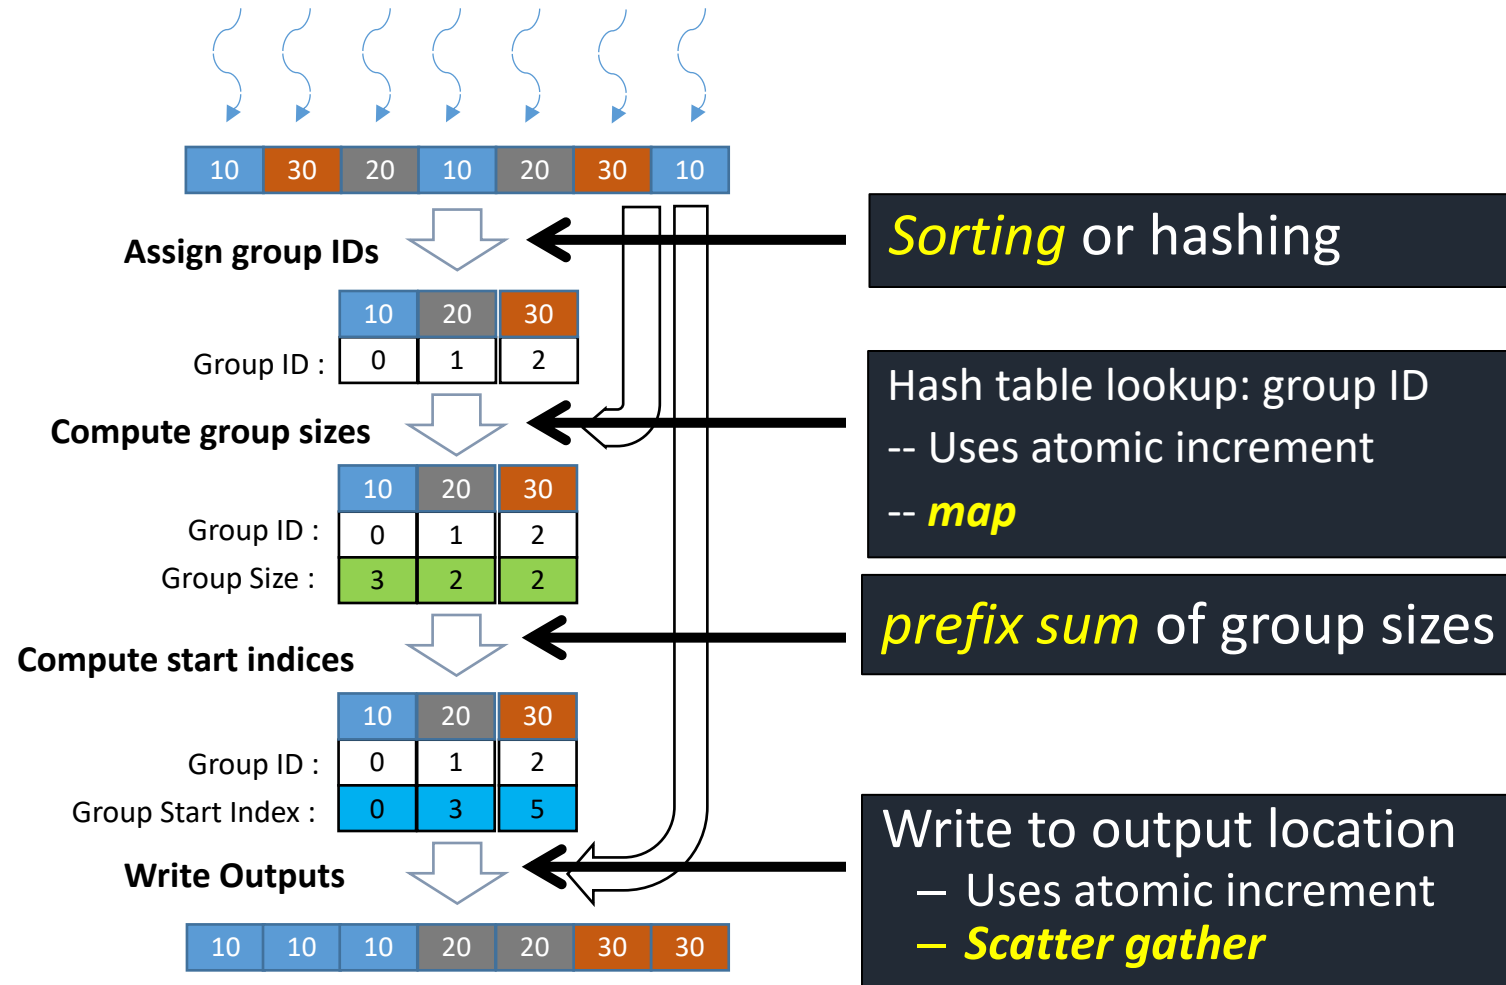 10 30 20 10 20 30 10
Assign group IDs
Sorting or hashing
10 20 30
Group ID : 0 1 2
Compute group sizes
Hash table lookup: group ID
-- Uses atomic increment
-- map
10 20 30
Group ID : 0 1 2
Group Size : 3 2 2
Compute start indices
prefix sum of group sizes
10 20 30
Group ID : 0 1 2
Group Start Index : 0 3 5
Write Outputs
Write to output location
– Uses atomic increment
– Scatter gather
10 10 10 20 20 30 30